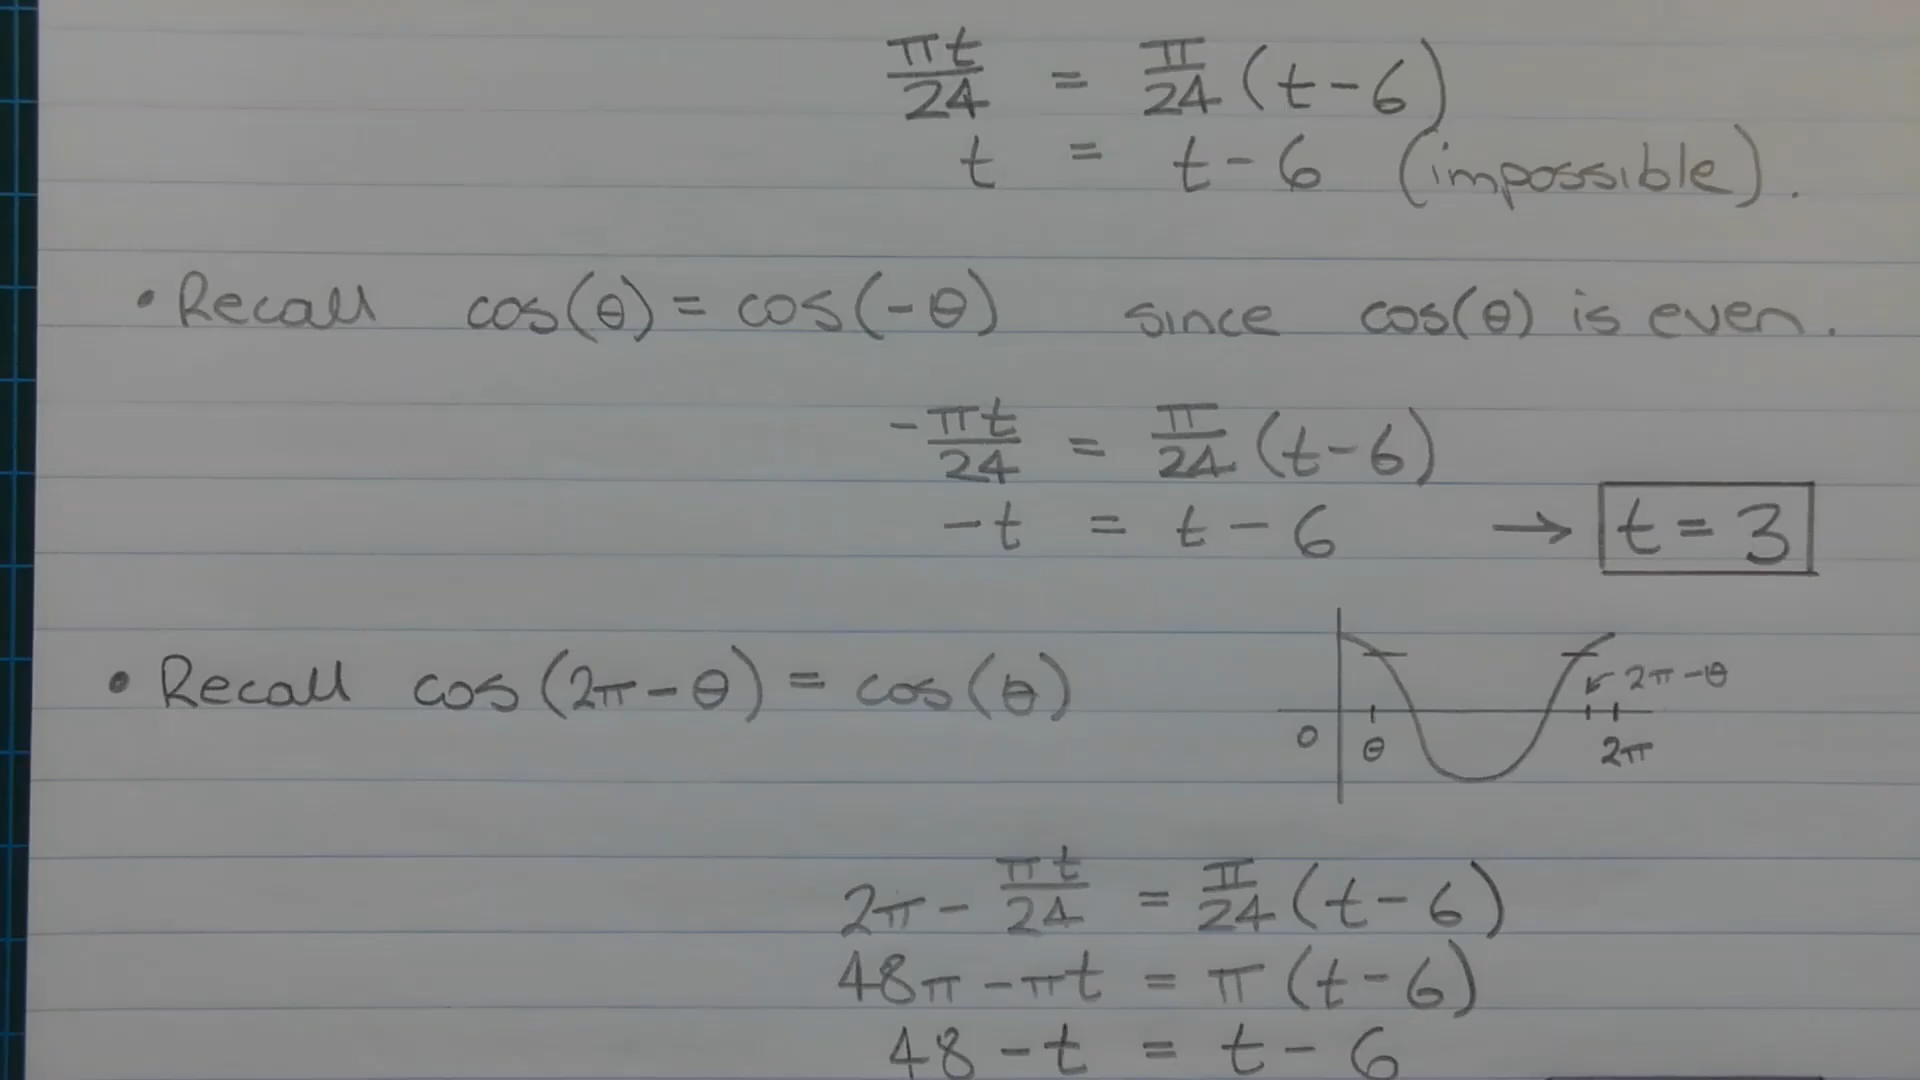 πt/24 = π/24 (t-6)
t = t-6 (impossible).
• Recall cos(θ) = cos(-θ) since cos(θ) is even.
-πt/24 = π/24 (t-6)
-t = t-6 → t = 3
• Recall cos(2π-θ) = cos(θ)
2π-θ
0 θ 2π
2π - πt/24 = π/24 (t-6)
48π - πt = π(t-6)
48 - t = t - 6